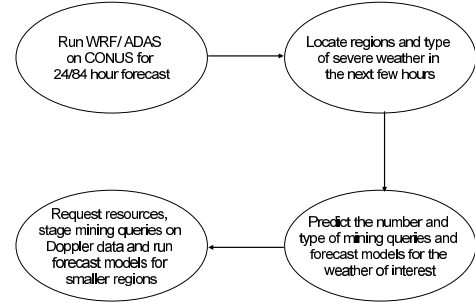 Run WRF/ ADAS
on CONUS for
24/84 hour forecast
Locate regions and type
of severe weather in
the next few hours
Predict the number and
type of mining queries and
forecast models for the
weather of interest
Request resources,
stage mining queries on
Doppler data and run
forecast models for
smaller regions